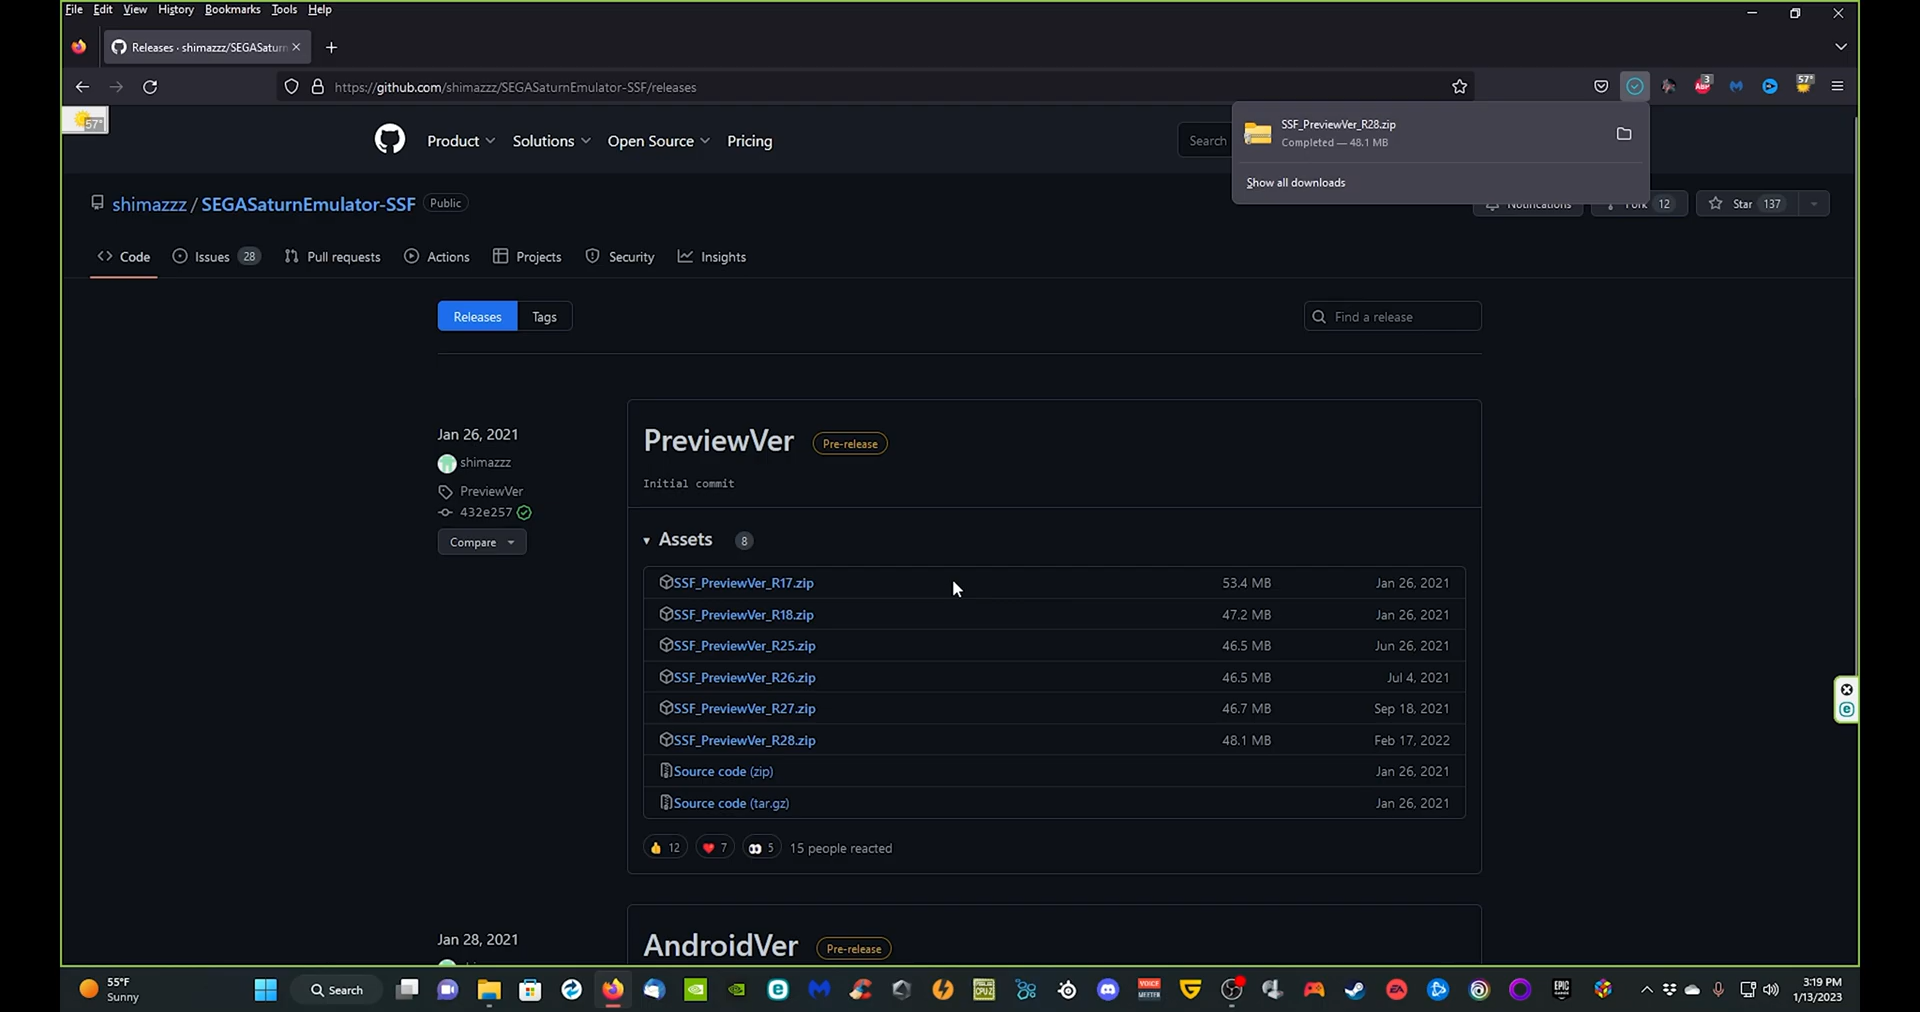 File Edit View History Bookmarks Tools Help
Releases · shimazzz/SEGASaturn
https://github.com/shimazzz/SEGASaturnEmulator-SSF/releases
3
57°
57°
SSF_PreviewVer_R28.zip
Completed — 48.1 MB
Show all downloads
Product Solutions Open Source Pricing Search
shimazzz / SEGASaturnEmulator-SSF Public
Notifications Fork 12 Star 137
Code Issues 28 Pull requests Actions Projects Security Insights
Releases Tags Find a release
Jan 26, 2021
shimazzz
PreviewVer
432e257
Compare
PreviewVer Pre-release
Initial commit
Assets 8
SSF_PreviewVer_R17.zip 53.4 MB Jan 26, 2021
SSF_PreviewVer_R18.zip 47.2 MB Jan 26, 2021
SSF_PreviewVer_R25.zip 46.5 MB Jun 26, 2021
SSF_PreviewVer_R26.zip 46.5 MB Jul 4, 2021
SSF_PreviewVer_R27.zip 46.7 MB Sep 18, 2021
SSF_PreviewVer_R28.zip 48.1 MB Feb 17, 2022
Source code (zip) Jan 26, 2021
Source code (tar.gz) Jan 26, 2021
12 7 5 15 people reacted
Jan 28, 2021
AndroidVer Pre-release
55°F
Sunny
Search
3:19 PM
1/13/2023